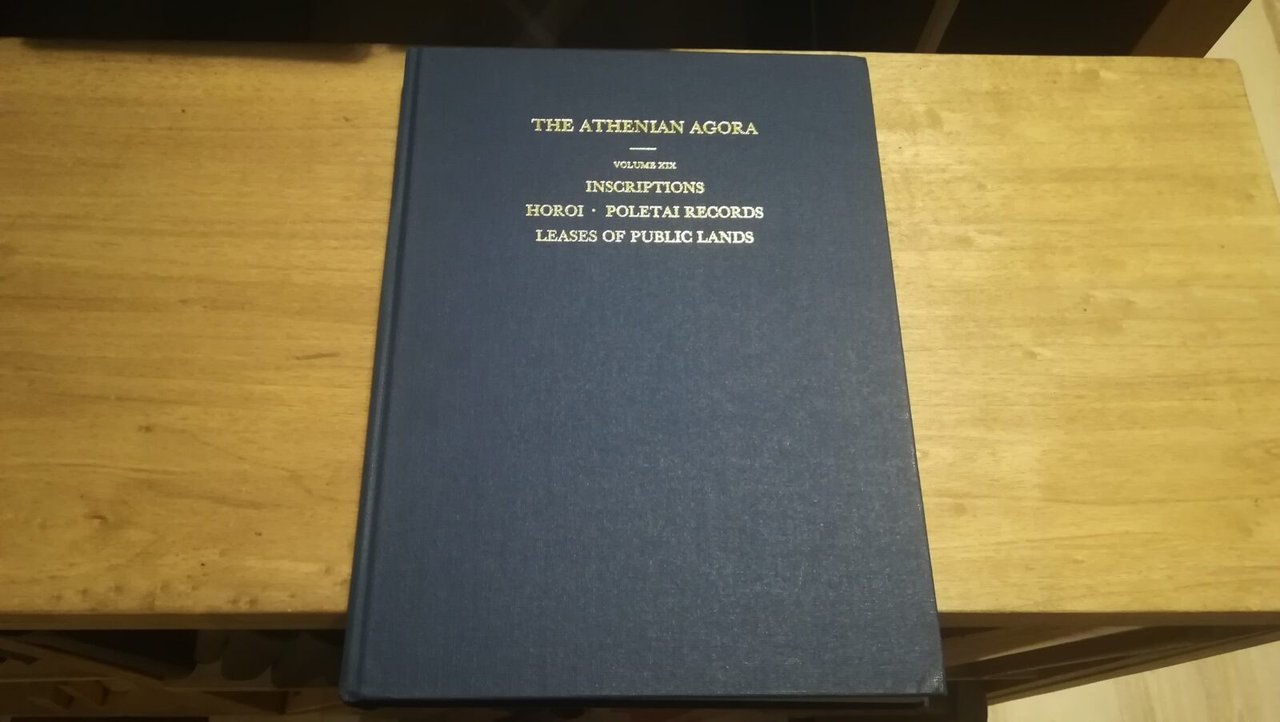 THE ATHENIAN AGORA
VOLUME XIX
INSCRIPTIONS
HOROI · POLETAI RECORDS
LEASES OF PUBLIC LANDS